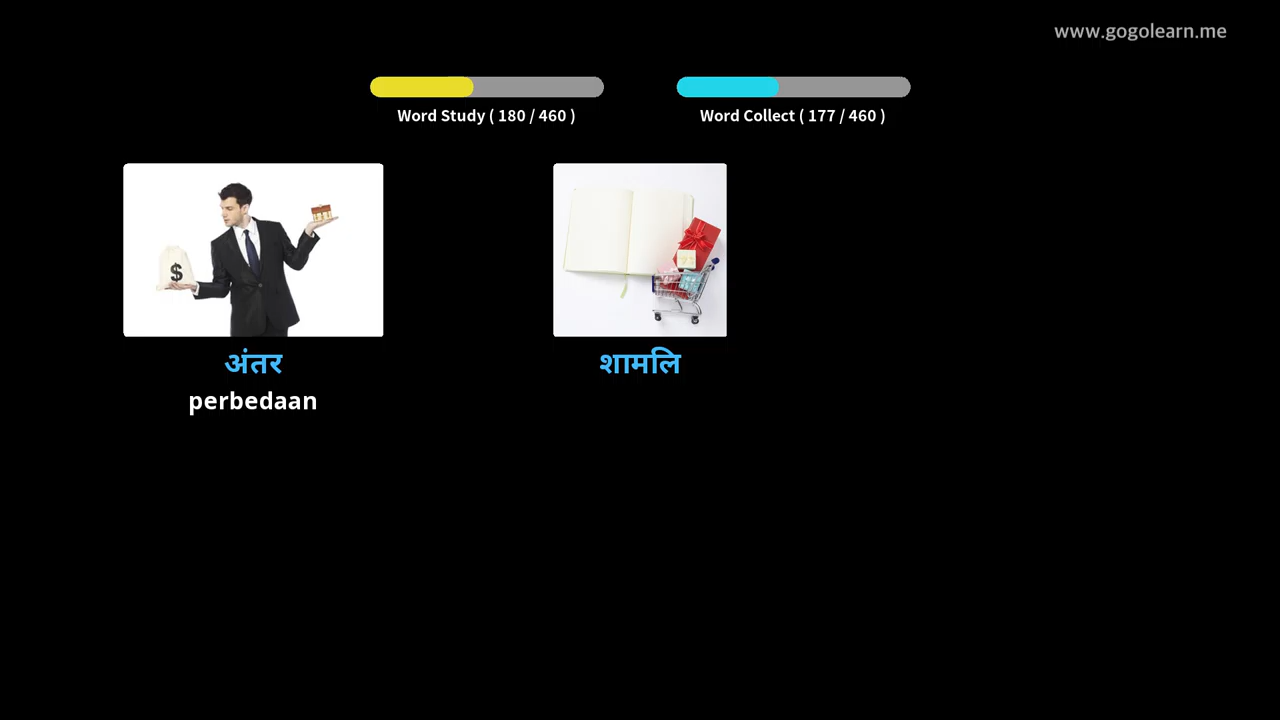 www.gogolearn.me
Word Study ( 180 / 460 )
Word Collect ( 177 / 460 )
$
अंतर
शामलि
perbedaan